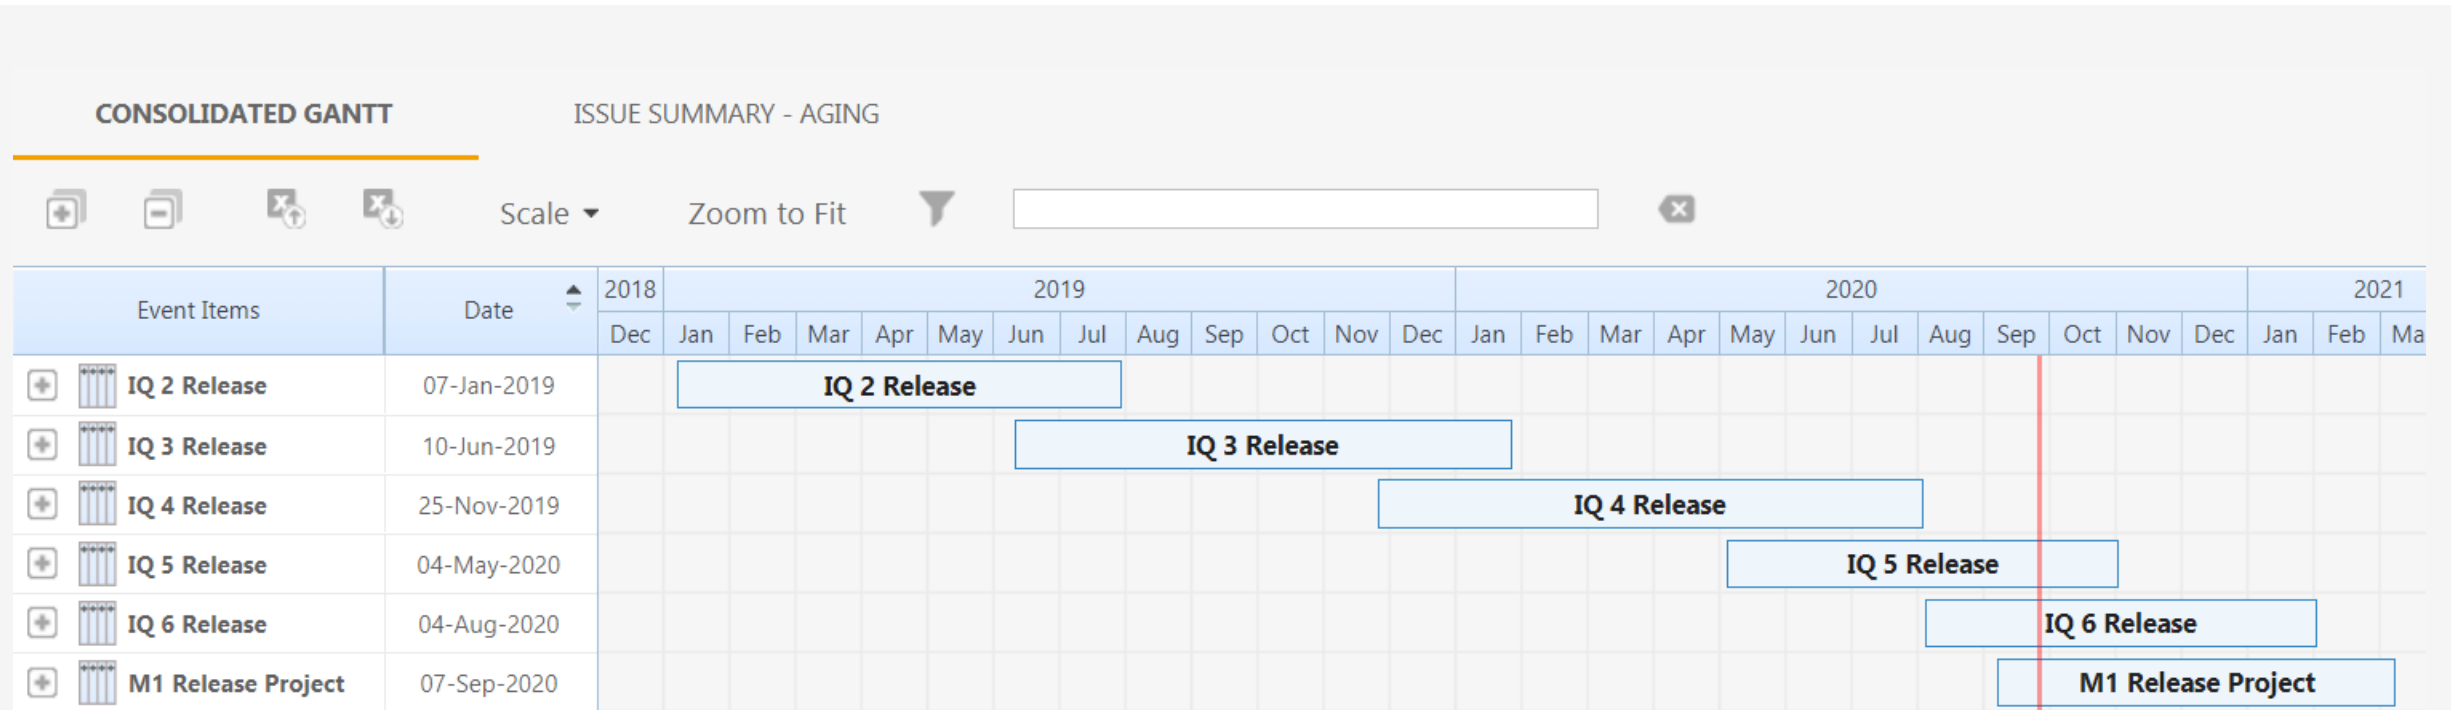 CONSOLIDATED GANTT ISSUE SUMMARY - AGING
Scale Zoom to Fit
Event Items Date 2018 2019 2020 2021
Dec Jan Feb Mar Apr May Jun Jul Aug Sep Oct Nov Dec Jan Feb Mar Apr May Jun Jul Aug Sep Oct Nov Dec Jan Feb Ma
IQ 2 Release 07-Jan-2019 IQ 2 Release
IQ 3 Release 10-Jun-2019 IQ 3 Release
IQ 4 Release 25-Nov-2019 IQ 4 Release
IQ 5 Release 04-May-2020 IQ 5 Release
IQ 6 Release 04-Aug-2020 IQ 6 Release
M1 Release Project 07-Sep-2020 M1 Release Project